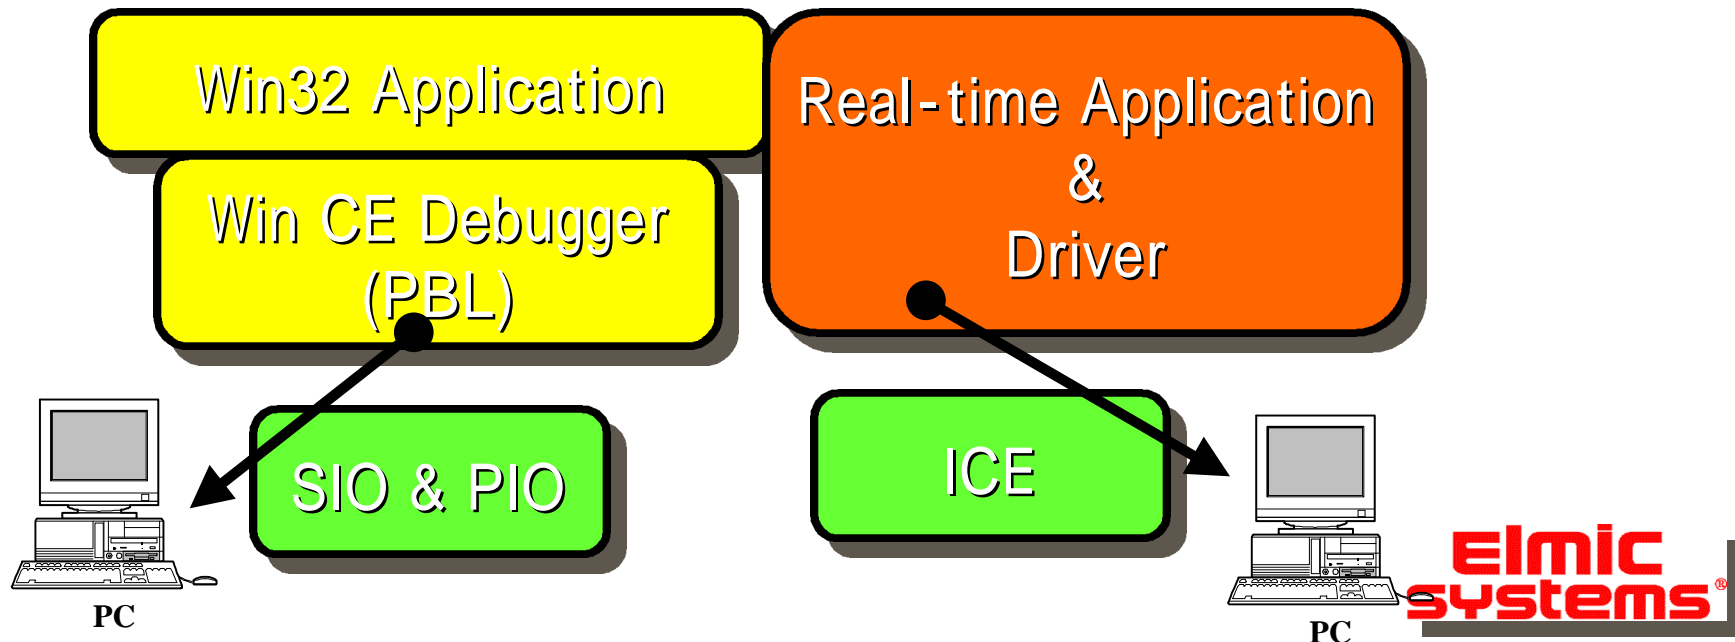 Win32 Application
Win CE Debugger
(PBL)
Real-time Application
&
Driver
SIO & PIO
ICE
PC
PC
Elmic
systems®